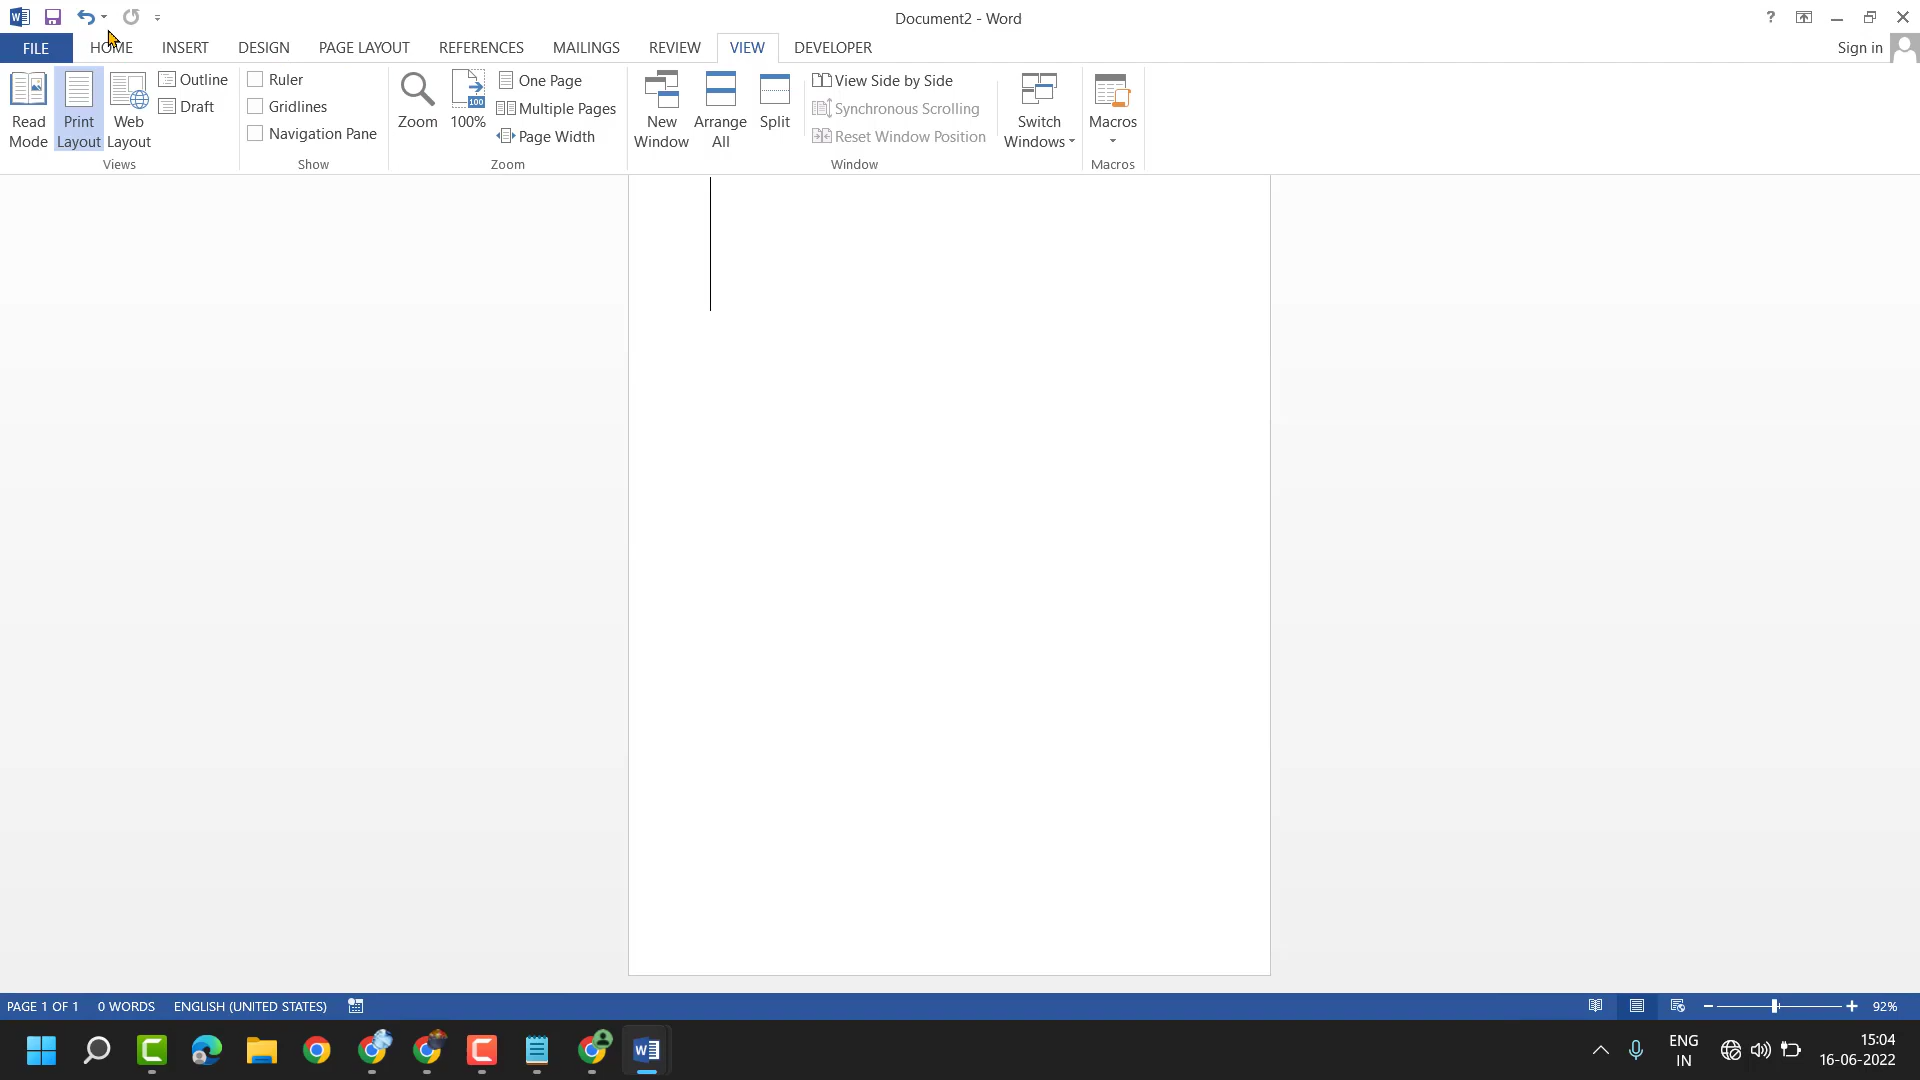 Document2 - Word
?
FILE HOME INSERT DESIGN PAGE LAYOUT REFERENCES MAILINGS REVIEW VIEW DEVELOPER Sign in
Read Mode
Print Layout
Web Layout
Outline
Draft
Views
Ruler
Gridlines
Navigation Pane
Show
Zoom
100
100%
One Page
Multiple Pages
Page Width
Zoom
New Window
Arrange All
Split
View Side by Side
Synchronous Scrolling
Reset Window Position
Window
Switch Windows
Macros
Macros
PAGE 1 OF 1 0 WORDS ENGLISH (UNITED STATES) 92%
ENG
IN
15:04
16-06-2022